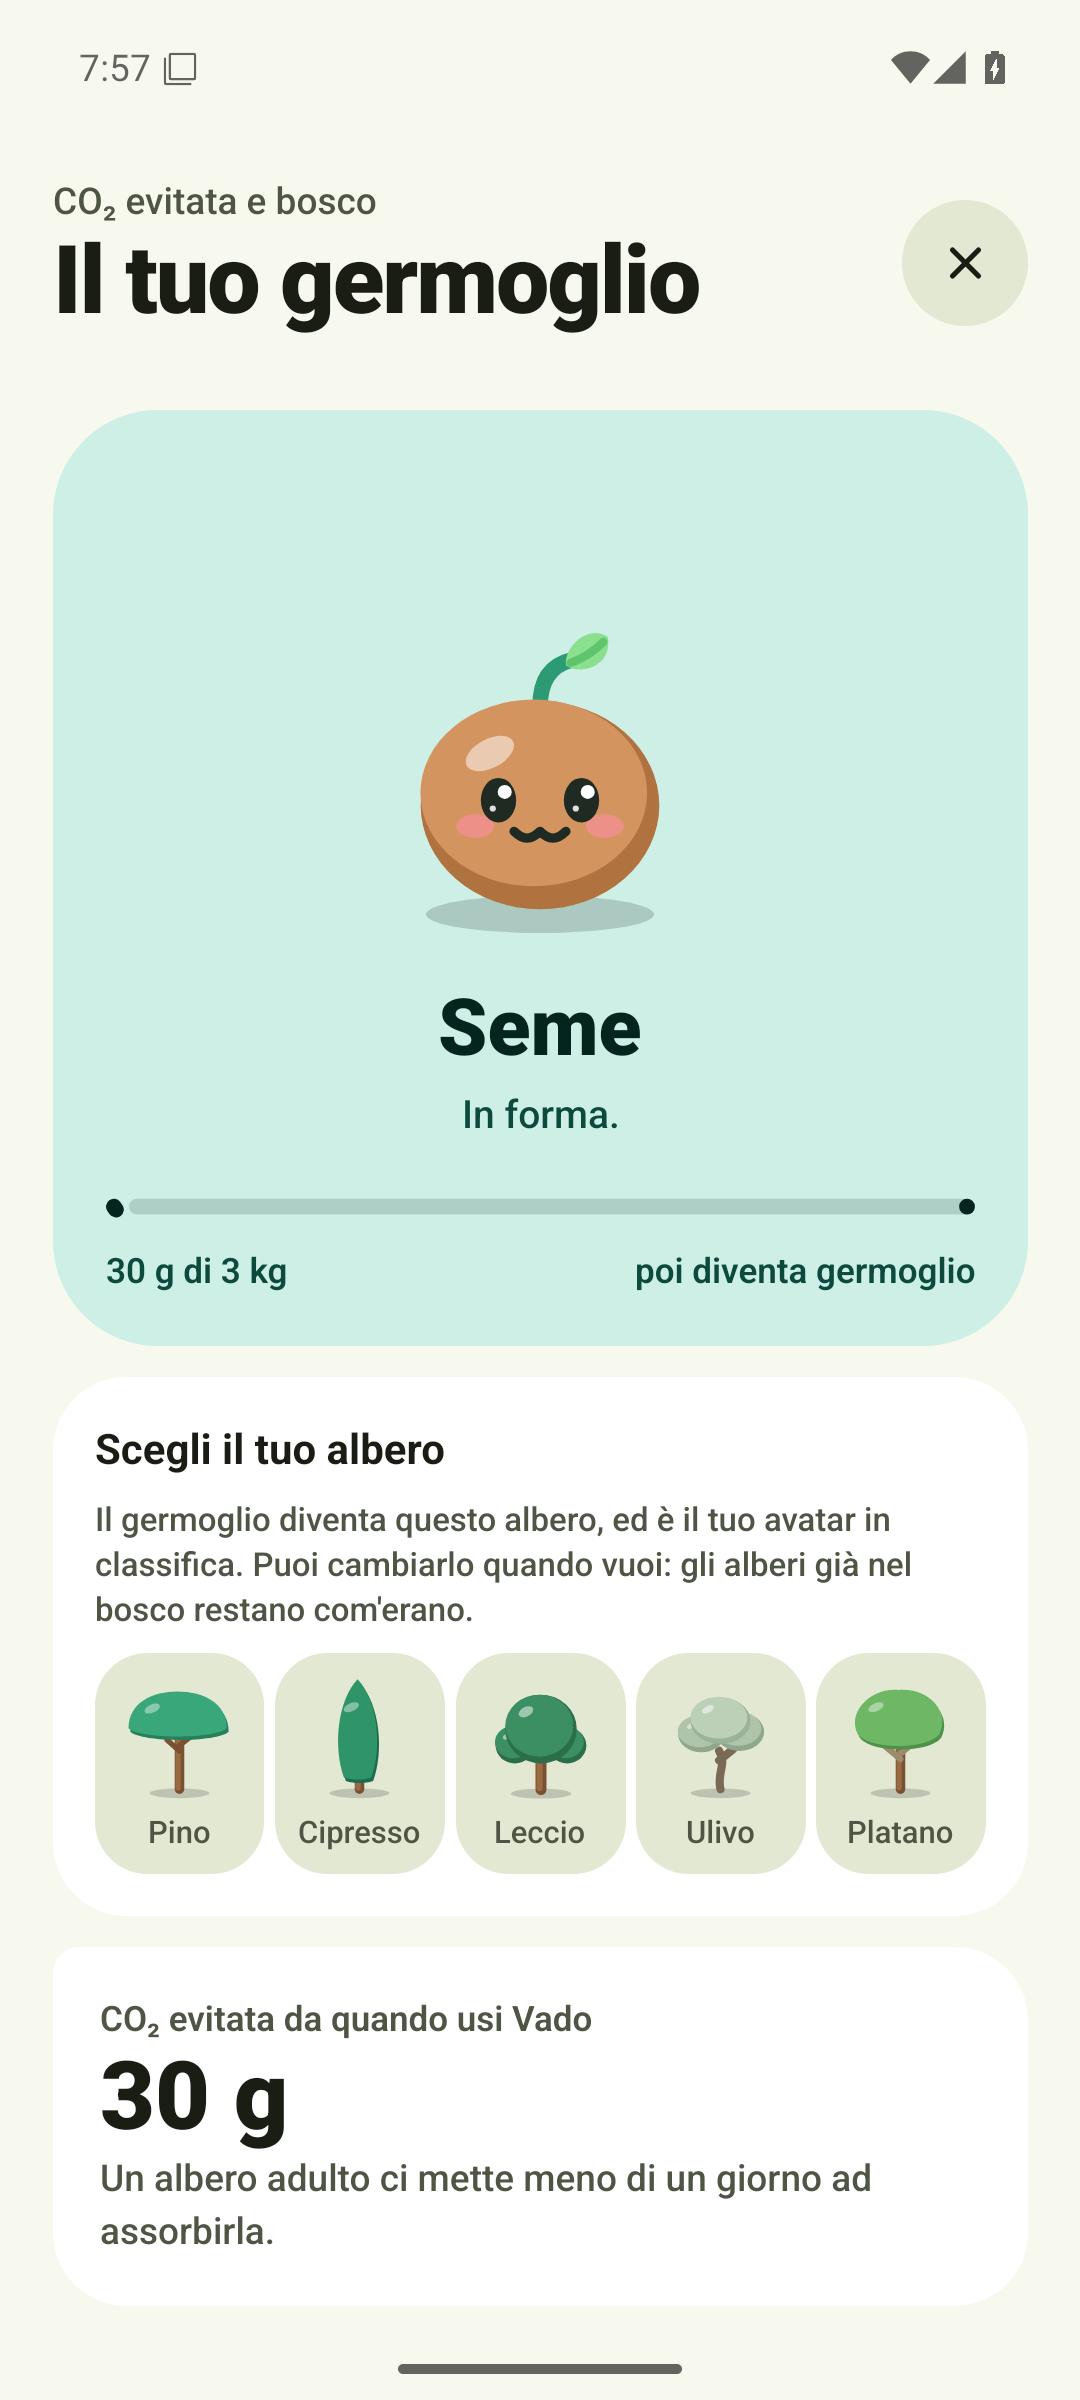 7:57
CO₂ evitata e bosco
Il tuo germoglio
Seme
In forma.
30 g di 3 kg
poi diventa germoglio
Scegli il tuo albero
Il germoglio diventa questo albero, ed è il tuo avatar in
classifica. Puoi cambiarlo quando vuoi: gli alberi già nel
bosco restano com'erano.
Pino
Cipresso
Leccio
Ulivo
Platano
CO₂ evitata da quando usi Vado
30 g
Un albero adulto ci mette meno di un giorno ad
assorbirla.